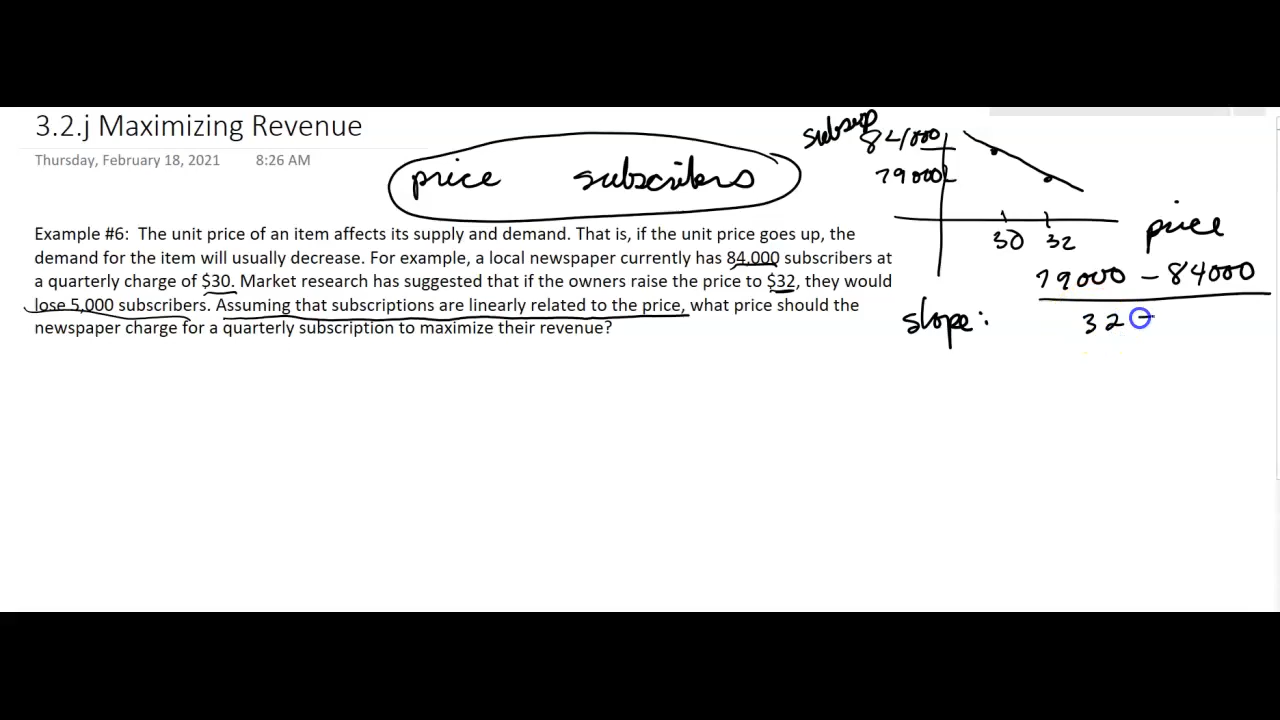 3.2.j Maximizing Revenue
Thursday, February 18, 2021 8:26 AM
price subscribers
Example #6: The unit price of an item affects its supply and demand. That is, if the unit price goes up, the
demand for the item will usually decrease. For example, a local newspaper currently has 84,000 subscribers at
a quarterly charge of $30. Market research has suggested that if the owners raise the price to $32, they would
lose 5,000 subscribers. Assuming that subscriptions are linearly related to the price, what price should the
newspaper charge for a quarterly subscription to maximize their revenue?
84000
79000
30 32 price
79000 - 84000
slope: 32 -